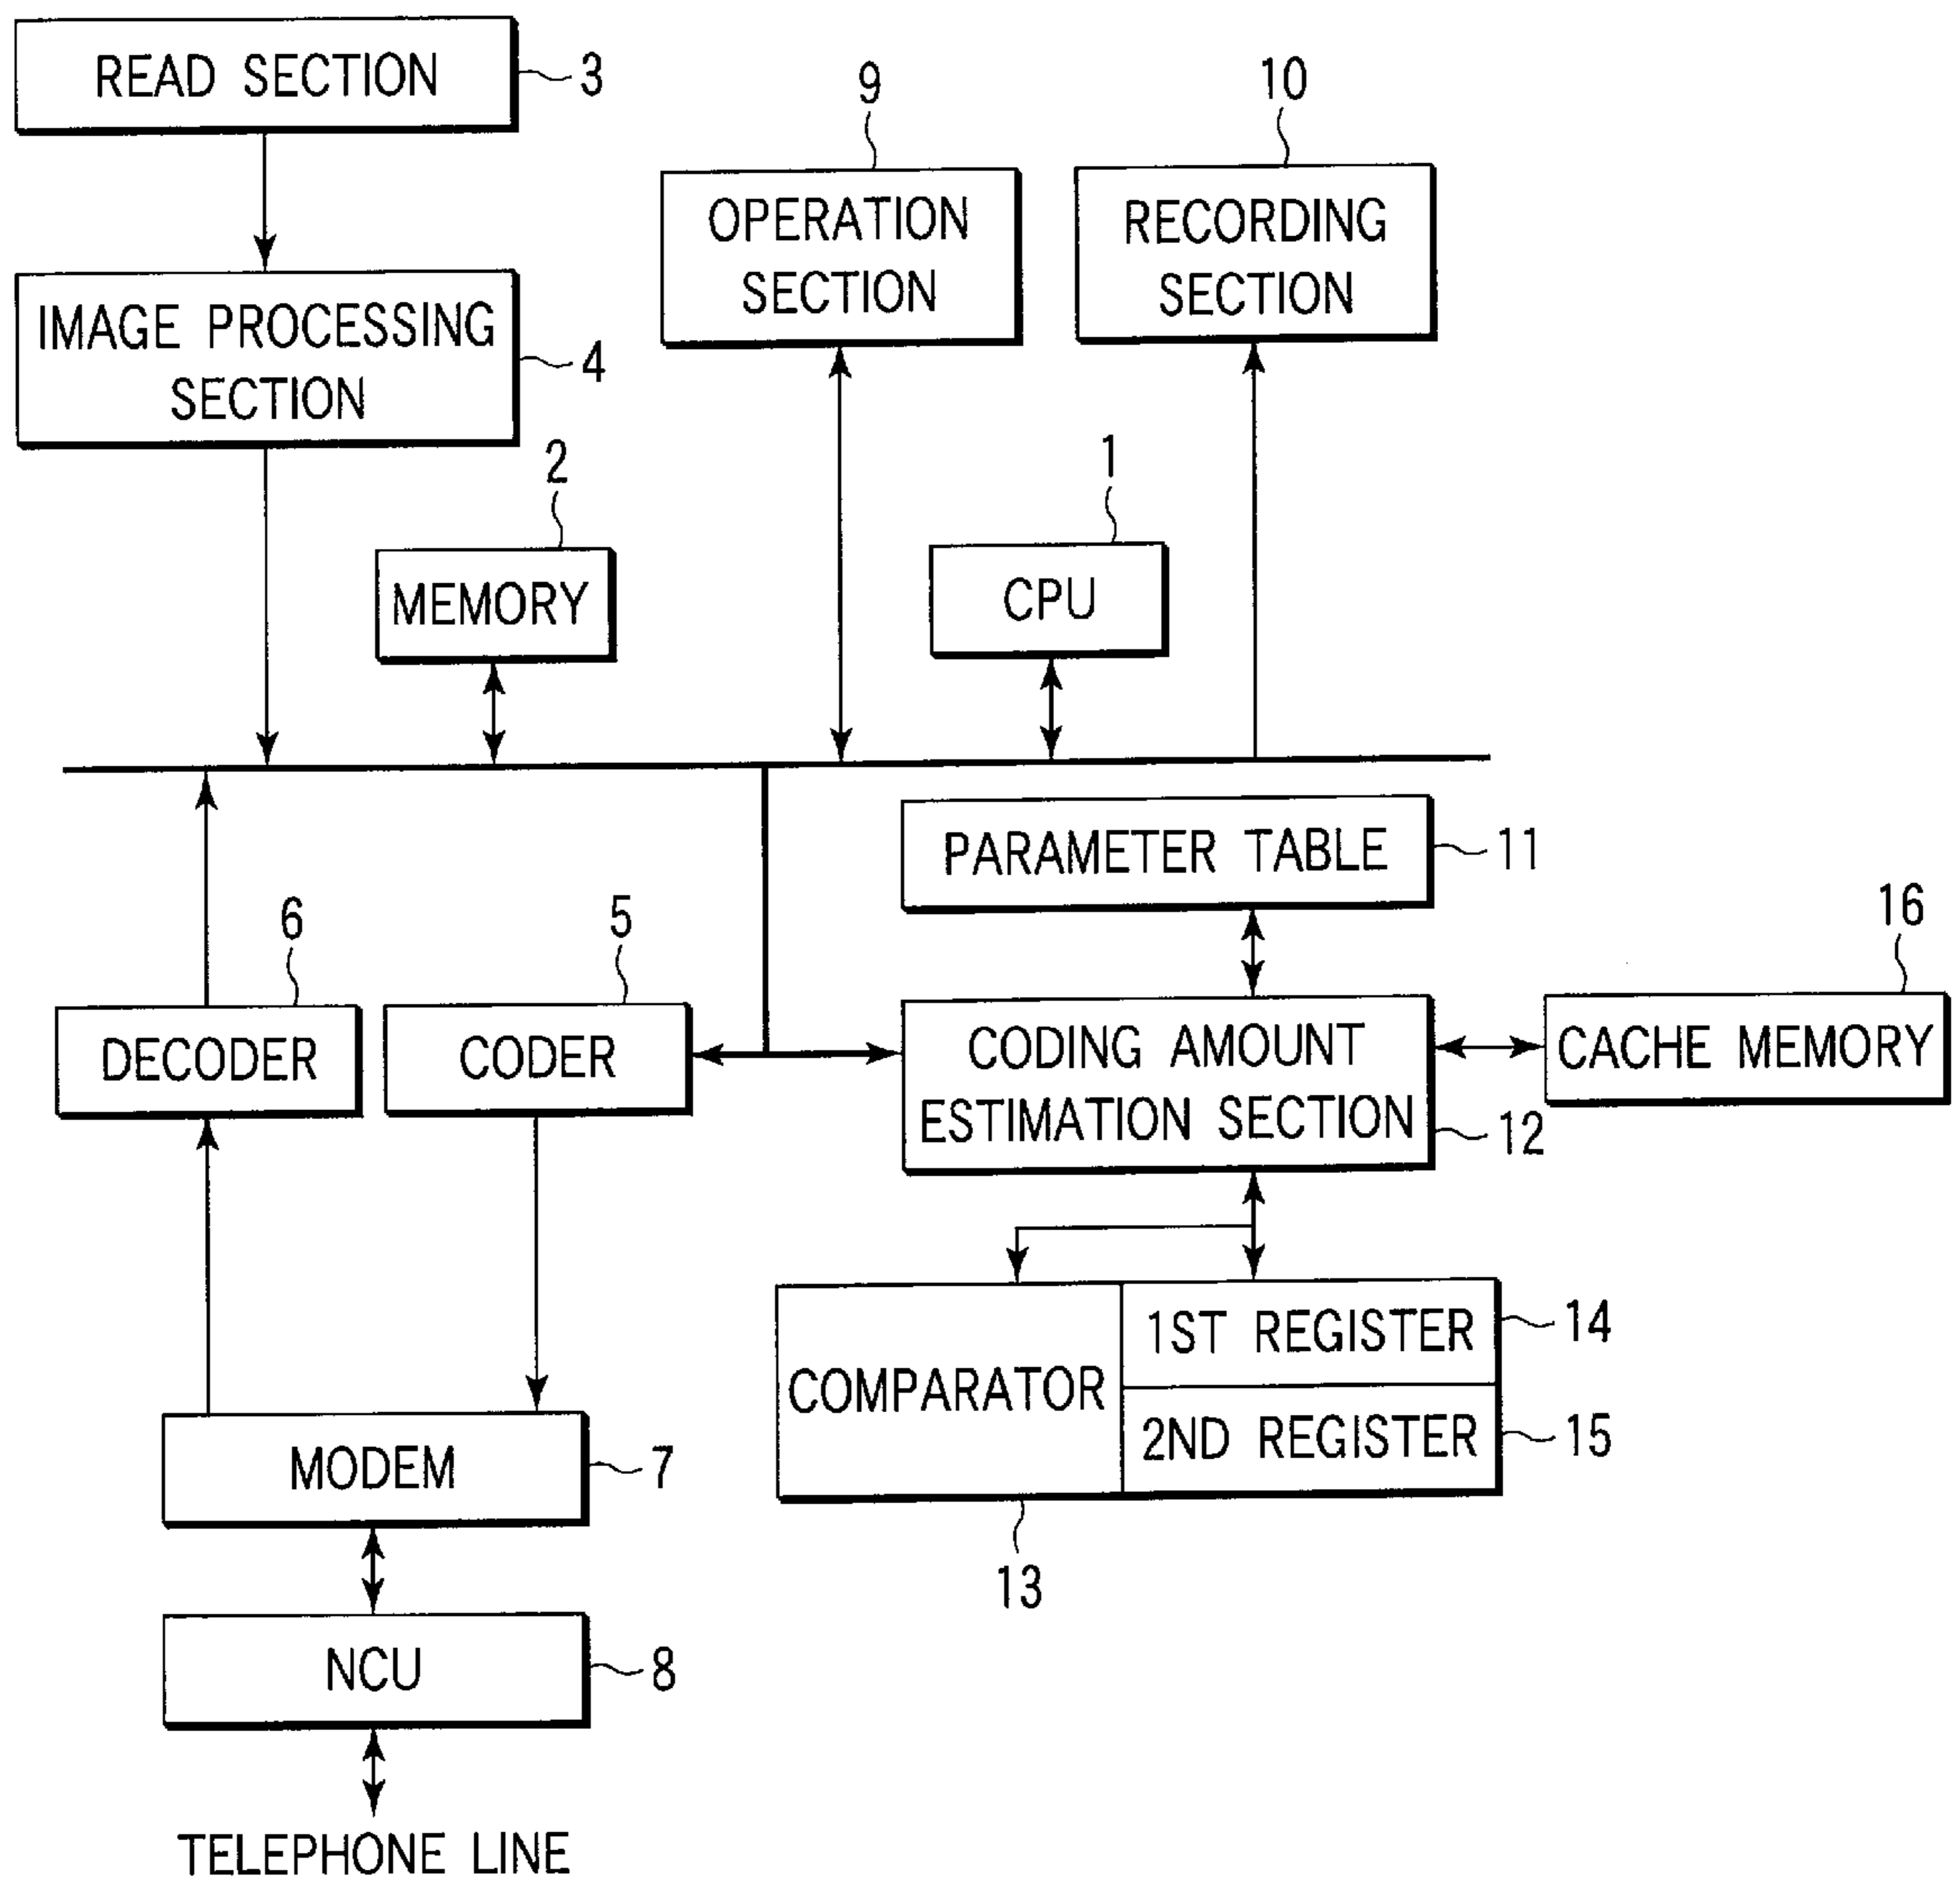 READ SECTION
3
9
10
OPERATION
SECTION
RECORDING
SECTION
IMAGE PROCESSING
SECTION
4
2
1
MEMORY
CPU
PARAMETER TABLE
11
6
5
16
DECODER
CODER
CODING AMOUNT
ESTIMATION SECTION
12
CACHE MEMORY
COMPARATOR
1ST REGISTER
14
2ND REGISTER
15
13
MODEM
7
NCU
8
TELEPHONE LINE